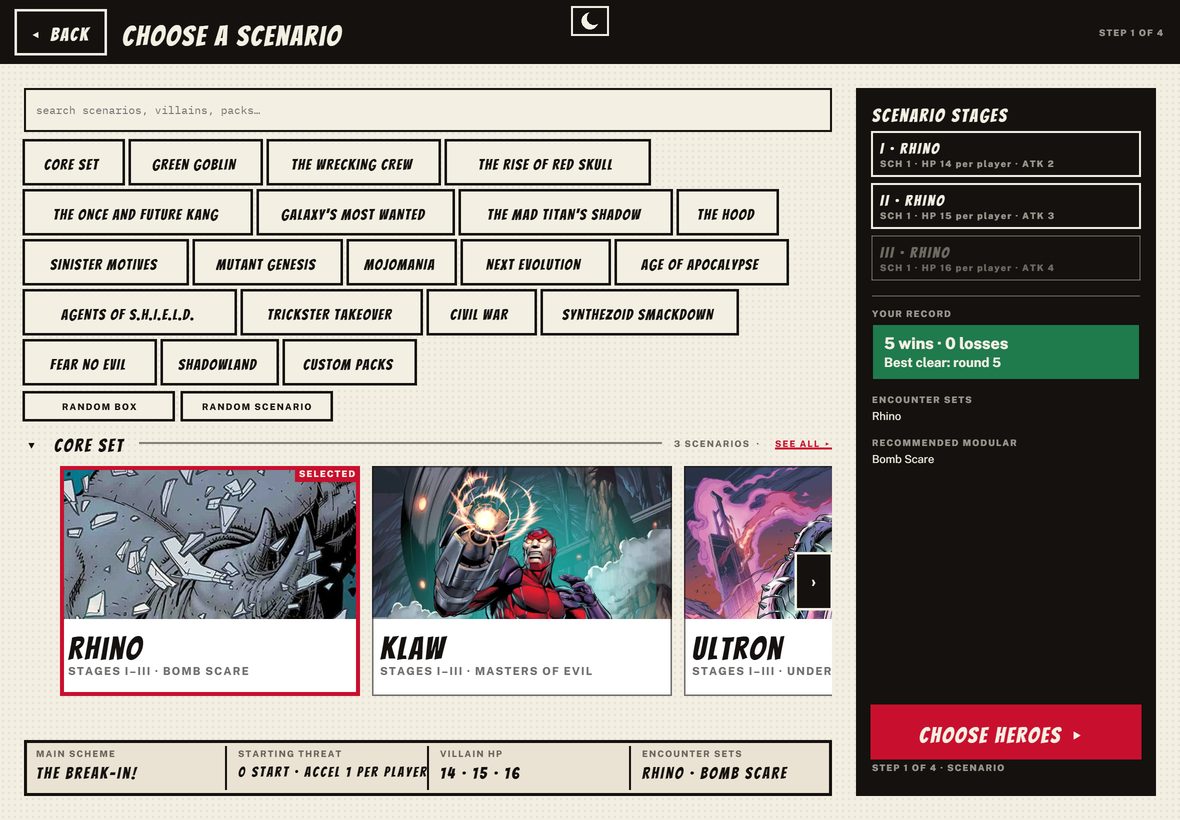 ◂ BACK
CHOOSE A SCENARIO
STEP 1 OF 4
search scenarios, villains, packs…
CORE SET
GREEN GOBLIN
THE WRECKING CREW
THE RISE OF RED SKULL
THE ONCE AND FUTURE KANG
GALAXY'S MOST WANTED
THE MAD TITAN'S SHADOW
THE HOOD
SINISTER MOTIVES
MUTANT GENESIS
MOJOMANIA
NEXT EVOLUTION
AGE OF APOCALYPSE
AGENTS OF S.H.I.E.L.D.
TRICKSTER TAKEOVER
CIVIL WAR
SYNTHEZOID SMACKDOWN
FEAR NO EVIL
SHADOWLAND
CUSTOM PACKS
RANDOM BOX
RANDOM SCENARIO
▾ CORE SET
3 SCENARIOS ·
SEE ALL ▸
SELECTED
RHINO
STAGES I–III · BOMB SCARE
KLAW
STAGES I–III · MASTERS OF EVIL
›
ULTRON
STAGES I–III · UNDER
MAIN SCHEME
THE BREAK-IN!
STARTING THREAT
0 START · ACCEL 1 PER PLAYER
VILLAIN HP
14 · 15 · 16
ENCOUNTER SETS
RHINO · BOMB SCARE
SCENARIO STAGES
I · RHINO
SCH 1 · HP 14 per player · ATK 2
II · RHINO
SCH 1 · HP 15 per player · ATK 3
III · RHINO
SCH 1 · HP 16 per player · ATK 4
YOUR RECORD
5 wins · 0 losses
Best clear: round 5
ENCOUNTER SETS
Rhino
RECOMMENDED MODULAR
Bomb Scare
CHOOSE HEROES ▸
STEP 1 OF 4 · SCENARIO